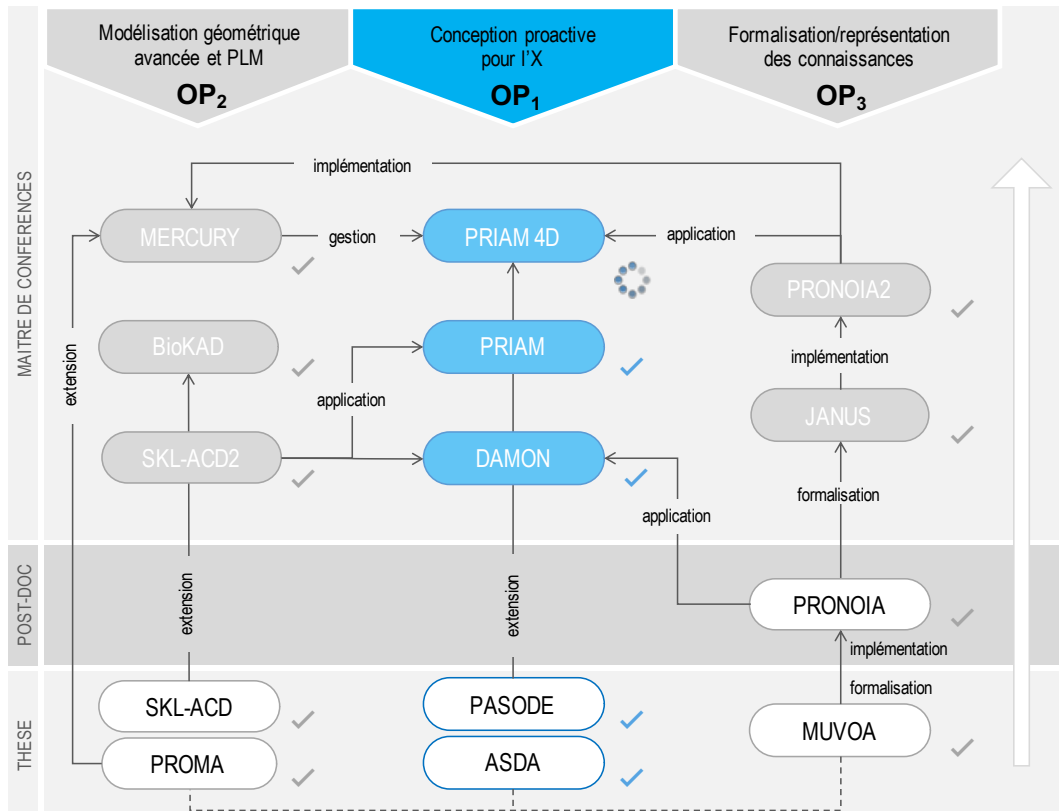 Modélisation géométrique
avancée et PLM
OP2
Conception proactive
pour l'X
OP1
Formalisation/représentation
des connaissances
OP3
MAITRE DE CONFERENCES
implémentation
MERCURY
gestion
PRIAM 4D
application
PRONOIA2
extension
BioKAD
PRIAM
implémentation
application
JANUS
SKL-ACD2
DAMON
formalisation
application
POST-DOC
extension
extension
PRONOIA
implémentation
THESE
formalisation
SKL-ACD
PASODE
MUVOA
PROMA
ASDA